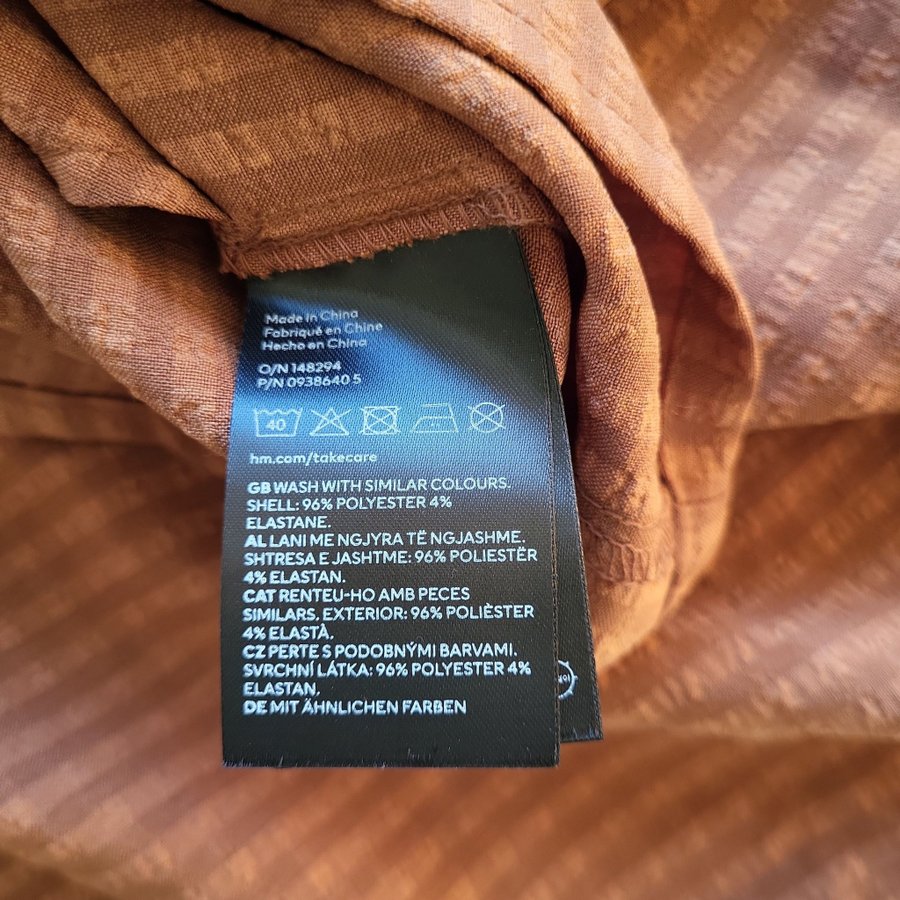 Made in China
Fabriqué en Chine
Hecho en China
O/N 148294
P/N 0938640 5
40
hm.com/takecare
GB WASH WITH SIMILAR COLOURS.
SHELL: 96% POLYESTER 4%
ELASTANE.
AL LANI ME NGJYRA TË NGJASHME.
SHTRESA E JASHTME: 96% POLIESTËR
4% ELASTAN.
CAT RENTEU-HO AMB PECES
SIMILARS. EXTERIOR: 96% POLIÈSTER
4% ELASTÀ.
CZ PERTE S PODOBNÝMI BARVAMI.
SVRCHNÍ LÁTKA: 96% POLYESTER 4%
ELASTAN.
DE MIT ÄHNLICHEN FARBEN